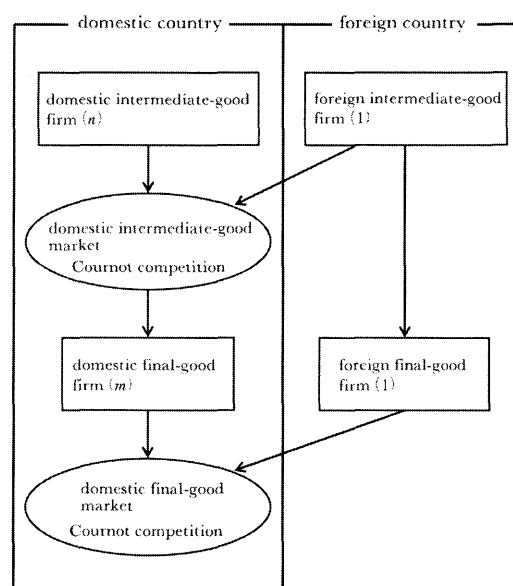 domestic country
foreign country
domestic intermediate-good
firm (n)
foreign intermediate-good
firm (1)
domestic intermediate-good
market
Cournot competition
domestic final-good
firm (m)
foreign final-good
firm (1)
domestic final-good
market
Cournot competition